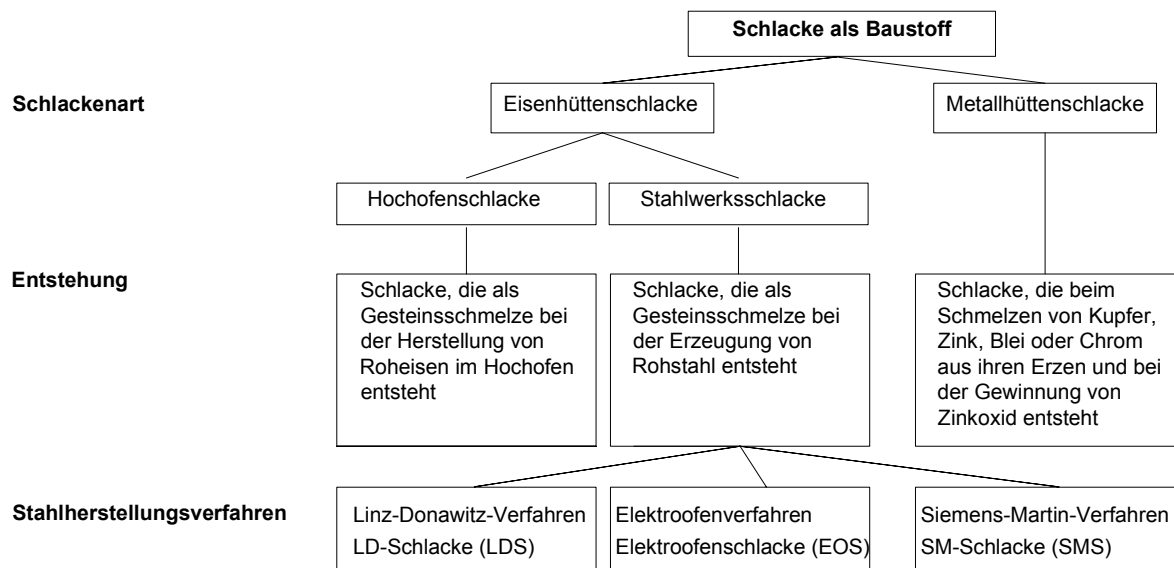 Schlacke als Baustoff
Schlackenart
Eisenhüttenschlacke
Metallhüttenschlacke
Hochofenschlacke
Stahlwerksschlacke
Entstehung
Schlacke, die als
Gesteinsschmelze bei
der Herstellung von
Roheisen im Hochofen
entsteht
Schlacke, die als
Gesteinsschmelze bei
der Erzeugung von
Rohstahl entsteht
Schlacke, die beim
Schmelzen von Kupfer,
Zink, Blei oder Chrom
aus ihren Erzen und bei
der Gewinnung von
Zinkoxid entsteht
Stahlherstellungsverfahren
Linz-Donawitz-Verfahren
LD-Schlacke (LDS)
Elektroofenverfahren
Elektroofenschlacke (EOS)
Siemens-Martin-Verfahren
SM-Schlacke (SMS)